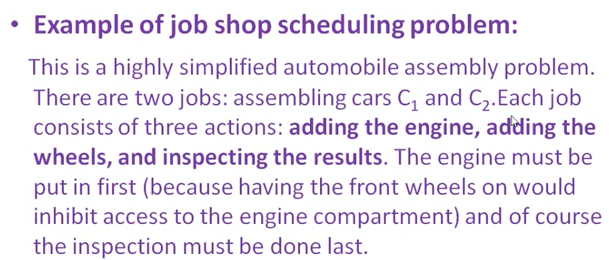 • Example of job shop scheduling problem:
This is a highly simplified automobile assembly problem.
There are two jobs: assembling cars C₁ and C₂.Each job
consists of three actions: adding the engine, adding the
wheels, and inspecting the results. The engine must be
put in first (because having the front wheels on would
inhibit access to the engine compartment) and of course
the inspection must be done last.